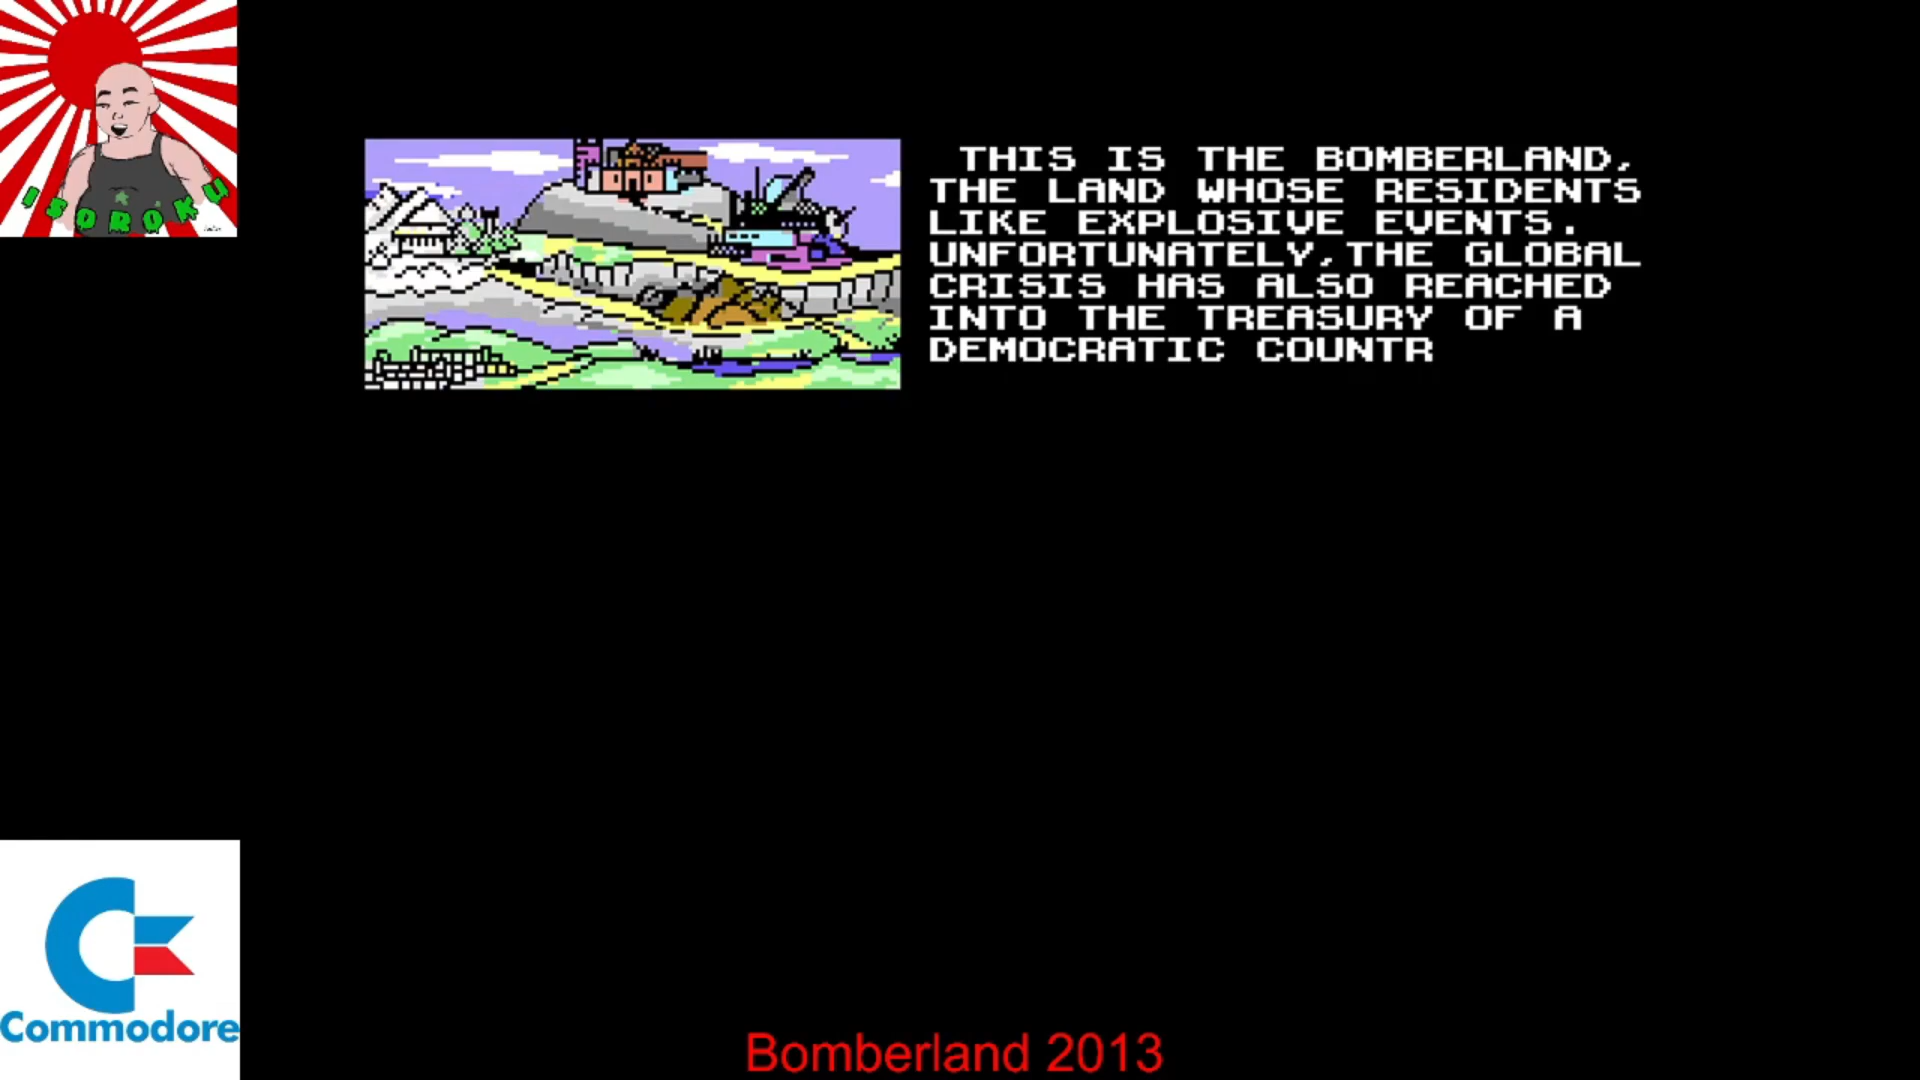 ISOROKU
THIS IS THE BOMBERLAND,
THE LAND WHOSE RESIDENTS
LIKE EXPLOSIVE EVENTS.
UNFORTUNATELY,THE GLOBAL
CRISIS HAS ALSO REACHED
INTO THE TREASURY OF A
DEMOCRATIC COUNTR
Commodore
Bomberland 2013